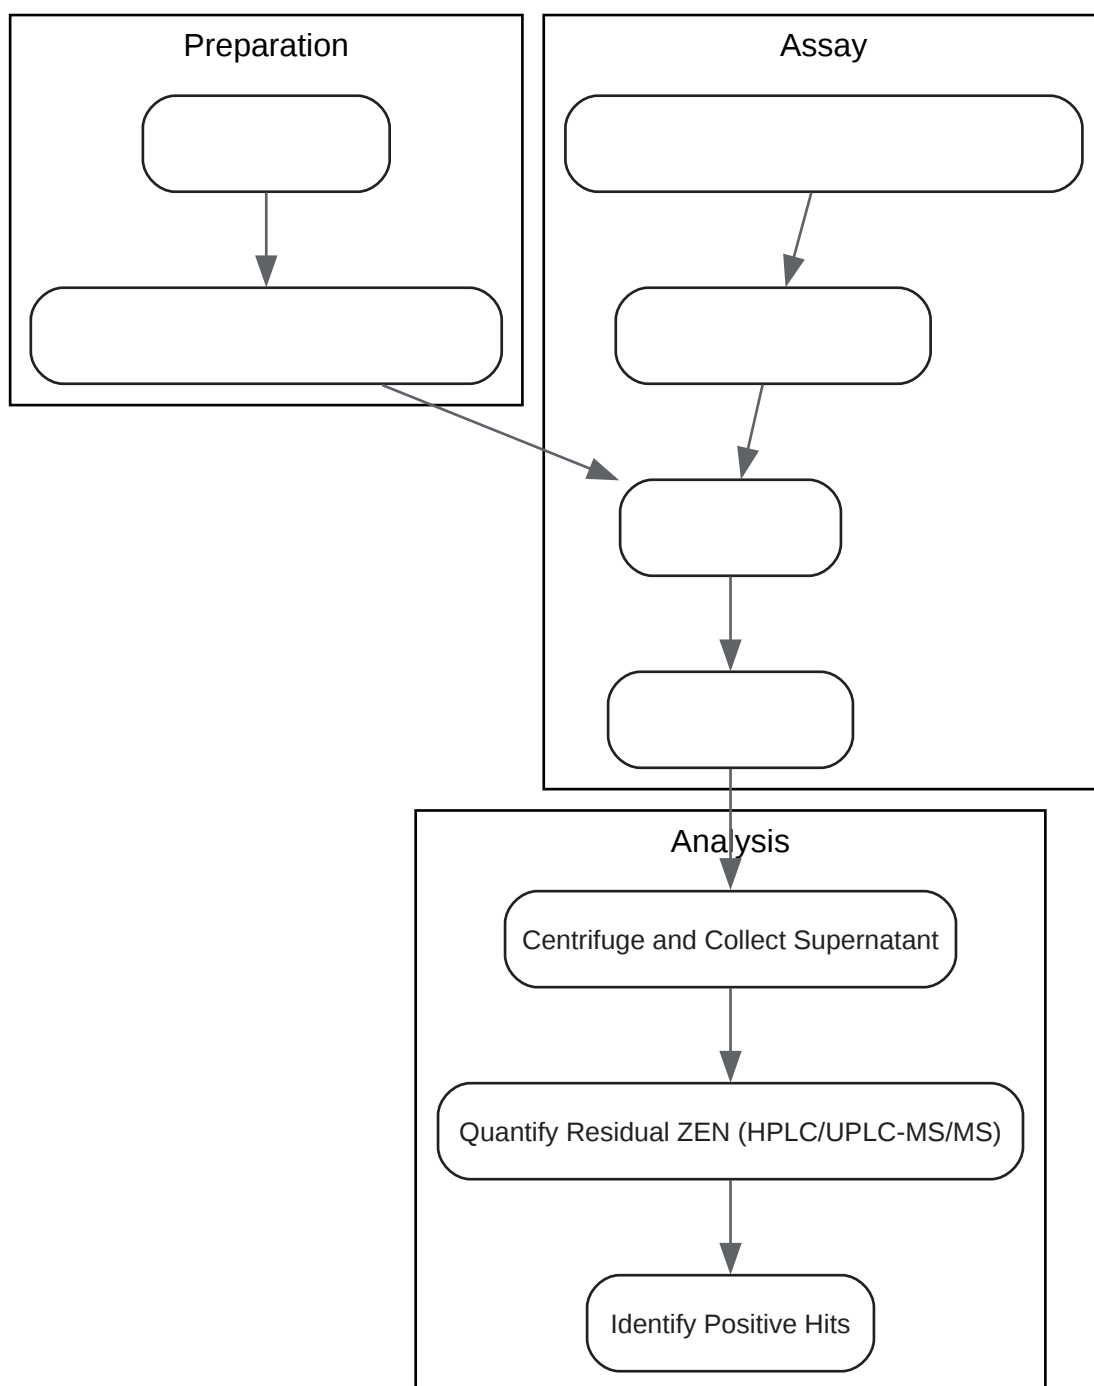 Preparation
Assay
Analysis
Centrifuge and Collect Supernatant
Quantify Residual ZEN (HPLC/UPLC-MS/MS)
Identify Positive Hits